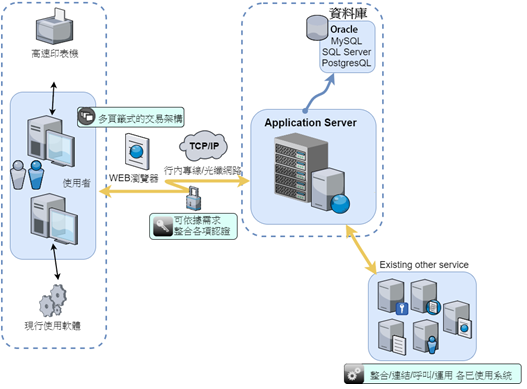 高速印表機
多頁籤式的交易架構
使用者
現行使用軟體
WEB瀏覽器
TCP/IP
行內專線/光纖網路
可依據需求
整合各項認證
資料庫
Oracle
MySQL
SQL Server
PostgresQL
Application Server
Existing other service
整合/連結/呼叫/運用 各已使用系統